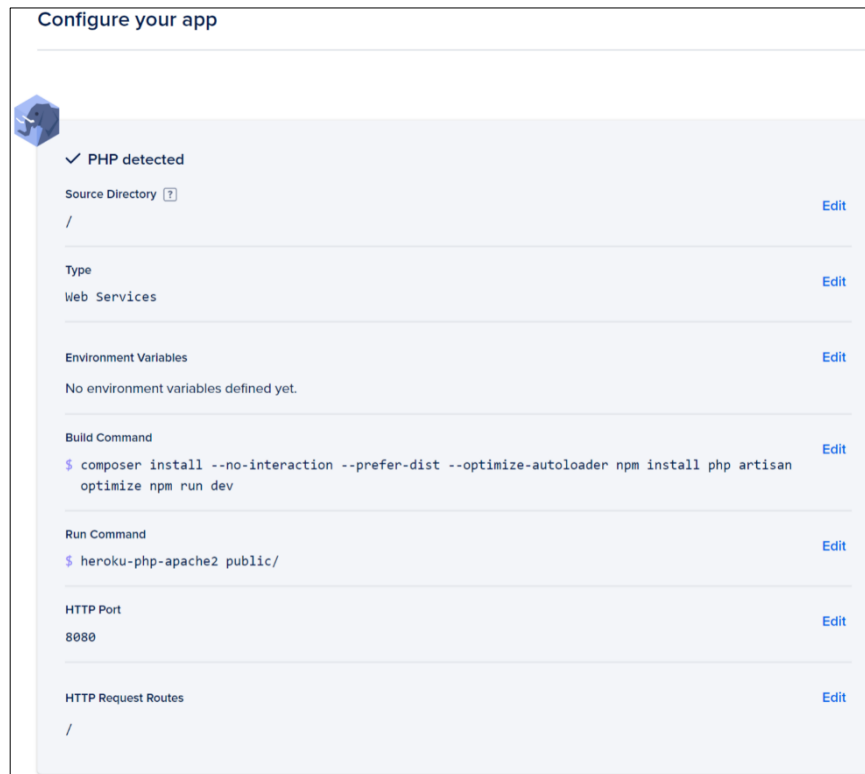 Configure your app
PHP detected
Source Directory ?
Edit
/
Type
Edit
Web Services
Environment Variables
Edit
No environment variables defined yet.
Build Command
Edit
$ composer install --no-interaction --prefer-dist --optimize-autoloader npm install php artisan
optimize npm run dev
Run Command
Edit
$ heroku-php-apache2 public/
HTTP Port
Edit
8080
HTTP Request Routes
Edit
/